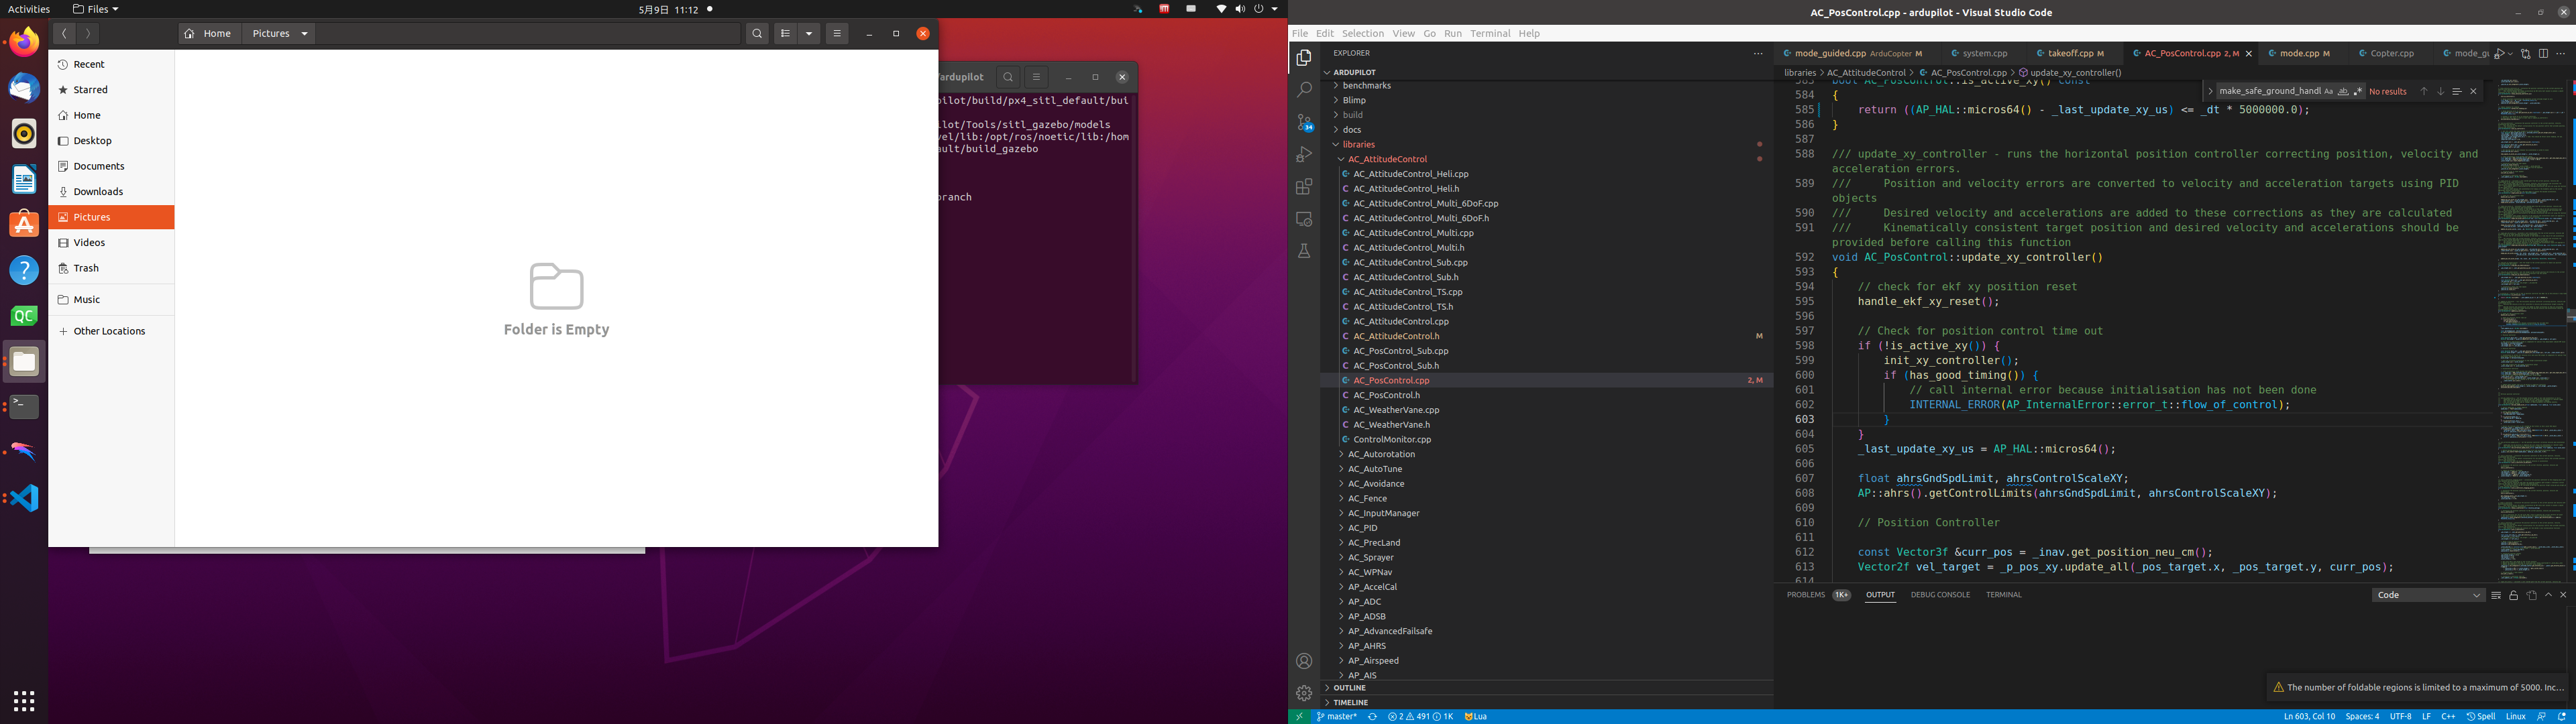 Activities
Files
5月9日 11:12
Home
Pictures
Recent
Starred
Home
Desktop
Documents
Downloads
Pictures
Videos
Trash
Music
Other Locations
Folder is Empty
/ardupilot
pilot/build/px4_sitl_default/bui
pilot/Tools/sitl_gazebo/models
vel/lib:/opt/ros/noetic/lib:/hom
ault/build_gazebo
branch
AC_PosControl.cpp - ardupilot - Visual Studio Code
File Edit Selection View Go Run Terminal Help
EXPLORER
ARDUPILOT
benchmarks
Blimp
build
docs
libraries
AC_AttitudeControl
AC_AttitudeControl_Heli.cpp
AC_AttitudeControl_Heli.h
AC_AttitudeControl_Multi_6DoF.cpp
AC_AttitudeControl_Multi_6DoF.h
AC_AttitudeControl_Multi.cpp
AC_AttitudeControl_Multi.h
AC_AttitudeControl_Sub.cpp
AC_AttitudeControl_Sub.h
AC_AttitudeControl_TS.cpp
AC_AttitudeControl_TS.h
AC_AttitudeControl.cpp
AC_AttitudeControl.h M
AC_PosControl_Sub.cpp
AC_PosControl_Sub.h
AC_PosControl.cpp 2, M
AC_PosControl.h
AC_WeatherVane.cpp
AC_WeatherVane.h
ControlMonitor.cpp
AC_Autorotation
AC_AutoTune
AC_Avoidance
AC_Fence
AC_InputManager
AC_PID
AC_PrecLand
AC_Sprayer
AC_WPNav
AP_AccelCal
AP_ADC
AP_ADSB
AP_AdvancedFailsafe
AP_AHRS
AP_Airspeed
AP_AIS
OUTLINE
TIMELINE
34
mode_guided.cpp ArduCopter M
system.cpp
takeoff.cpp M
AC_PosControl.cpp 2, M
mode.cpp M
Copter.cpp
mode_gu
libraries > AC_AttitudeControl > AC_PosControl.cpp > update_xy_controller()
make_safe_ground_handl Aa ab No results
583 bool AC_PosControl::is_active_xy() const
584 {
585 return ((AP_HAL::micros64() - _last_update_xy_us) <= _dt * 5000000.0);
586 }
587
588 /// update_xy_controller - runs the horizontal position controller correcting position, velocity and
acceleration errors.
589 /// Position and velocity errors are converted to velocity and acceleration targets using PID
objects
590 /// Desired velocity and accelerations are added to these corrections as they are calculated
591 /// Kinematically consistent target position and desired velocity and accelerations should be
provided before calling this function
592 void AC_PosControl::update_xy_controller()
593 {
594 // check for ekf xy position reset
595 handle_ekf_xy_reset();
596
597 // Check for position control time out
598 if (!is_active_xy()) {
599 init_xy_controller();
600 if (has_good_timing()) {
601 // call internal error because initialisation has not been done
602 INTERNAL_ERROR(AP_InternalError::error_t::flow_of_control);
603 }
604 }
605 _last_update_xy_us = AP_HAL::micros64();
606
607 float ahrsGndSpdLimit, ahrsControlScaleXY;
608 AP::ahrs().getControlLimits(ahrsGndSpdLimit, ahrsControlScaleXY);
609
610 // Position Controller
611
612 const Vector3f &curr_pos = _inav.get_position_neu_cm();
613 Vector2f vel_target = _p_pos_xy.update_all(_pos_target.x, _pos_target.y, curr_pos);
614
PROBLEMS 1K+ OUTPUT DEBUG CONSOLE TERMINAL
Code
The number of foldable regions is limited to a maximum of 5000. Inc...
master* 2 491 1K Lua
Ln 603, Col 10 Spaces: 4 UTF-8 LF C++ Spell Linux